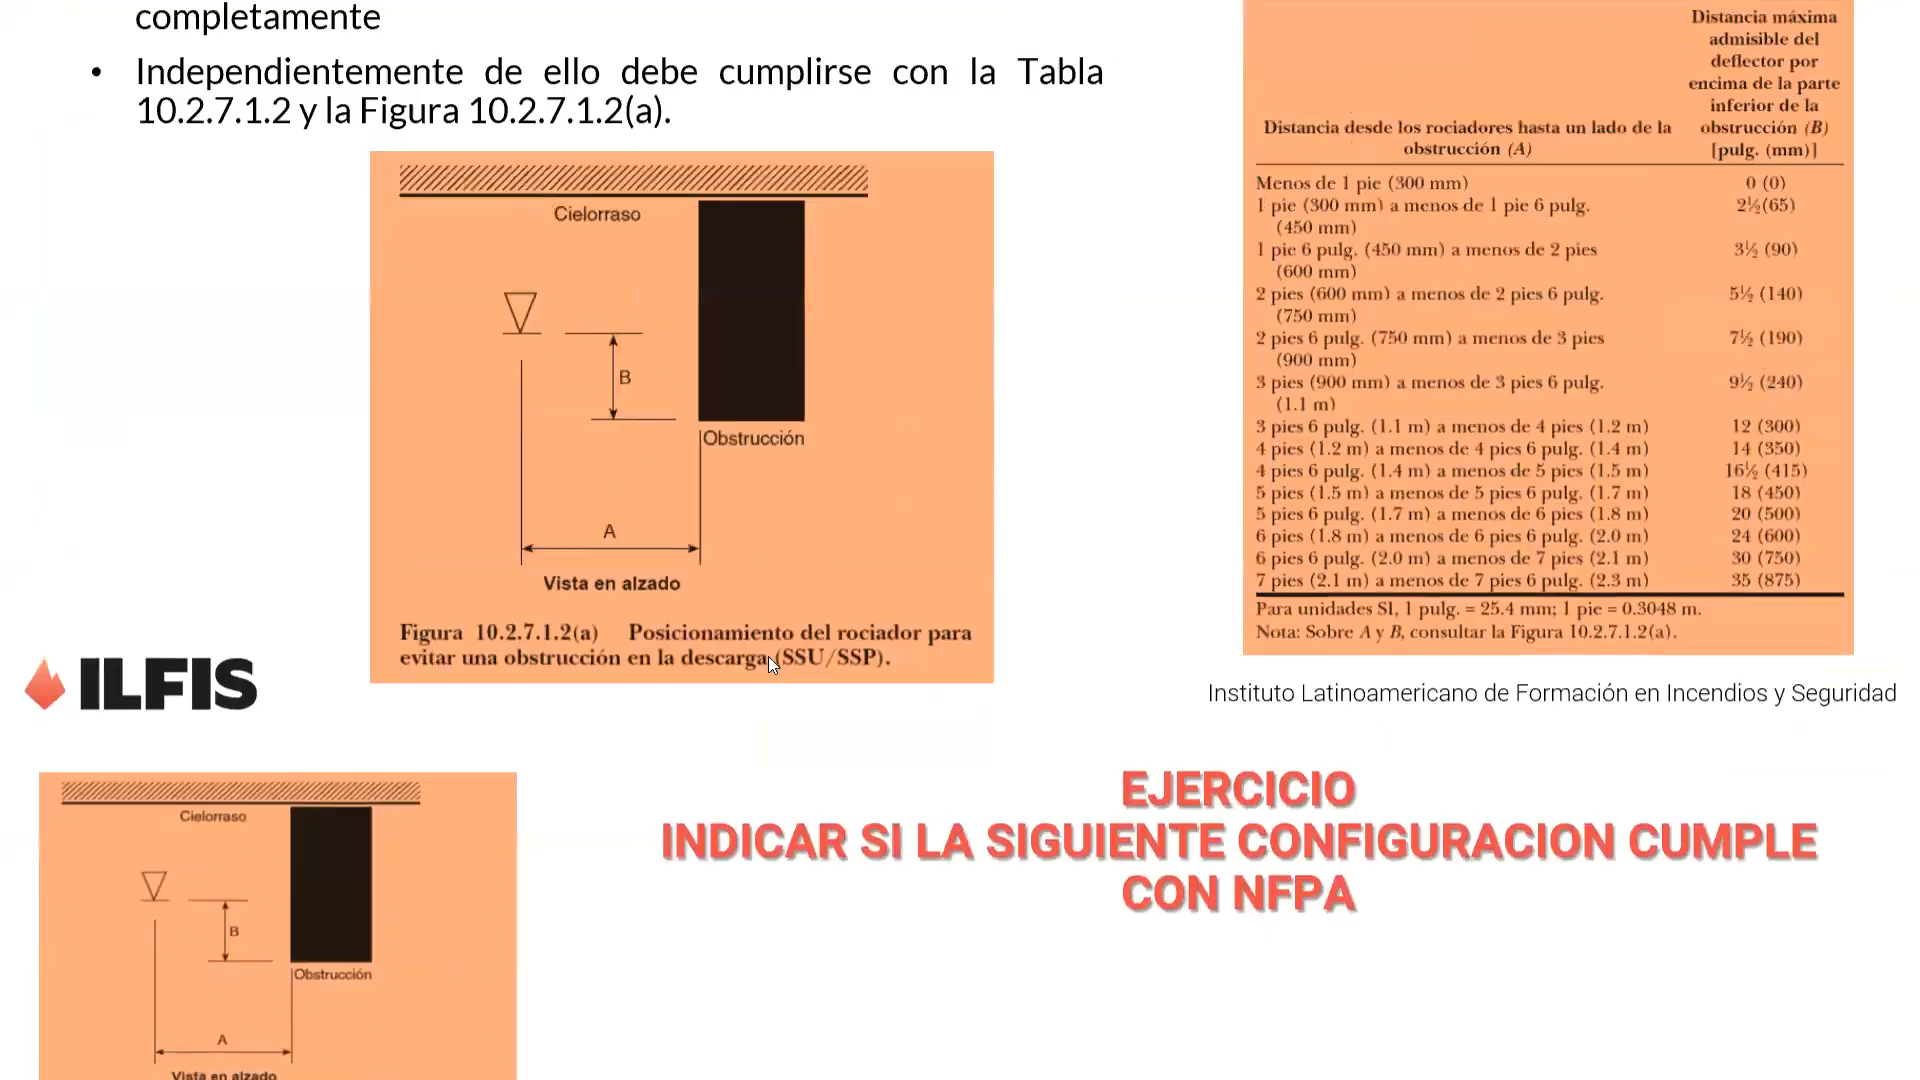 completamente
• Independientemente de ello debe cumplirse con la Tabla
10.2.7.1.2 y la Figura 10.2.7.1.2(a).
Cielorraso
B
Obstrucción
A
Vista en alzado
Figura 10.2.7.1.2(a) Posicionamiento del rociador para
evitar una obstrucción en la descarga (SSU/SSP).
Distancia máxima
admisible del
deflector por
encima de la parte
inferior de la
Distancia desde los rociadores hasta un lado de la obstrucción (B)
obstrucción (A) [pulg. (mm)]
Menos de 1 pie (300 mm) 0 (0)
1 pie (300 mm) a menos de 1 pie 6 pulg. 2½(65)
(450 mm)
1 pie 6 pulg. (450 mm) a menos de 2 pies 3½ (90)
(600 mm)
2 pies (600 mm) a menos de 2 pies 6 pulg. 5½ (140)
(750 mm)
2 pies 6 pulg. (750 mm) a menos de 3 pies 7½ (190)
(900 mm)
3 pies (900 mm) a menos de 3 pies 6 pulg. 9½ (240)
(1.1 m)
3 pies 6 pulg. (1.1 m) a menos de 4 pies (1.2 m) 12 (300)
4 pies (1.2 m) a menos de 4 pies 6 pulg. (1.4 m) 14 (350)
4 pies 6 pulg. (1.4 m) a menos de 5 pies (1.5 m) 16½ (415)
5 pies (1.5 m) a menos de 5 pies 6 pulg. (1.7 m) 18 (450)
5 pies 6 pulg. (1.7 m) a menos de 6 pies (1.8 m) 20 (500)
6 pies (1.8 m) a menos de 6 pies 6 pulg. (2.0 m) 24 (600)
6 pies 6 pulg. (2.0 m) a menos de 7 pies (2.1 m) 30 (750)
7 pies (2.1 m) a menos de 7 pies 6 pulg. (2.3 m) 35 (875)
Para unidades SI, 1 pulg. = 25.4 mm; 1 pie = 0.3048 m.
Nota: Sobre A y B, consultar la Figura 10.2.7.1.2(a).
ILFIS
Instituto Latinoamericano de Formación en Incendios y Seguridad
Cielorraso
B
Obstrucción
A
Vista en alzado
EJERCICIO
INDICAR SI LA SIGUIENTE CONFIGURACION CUMPLE
CON NFPA